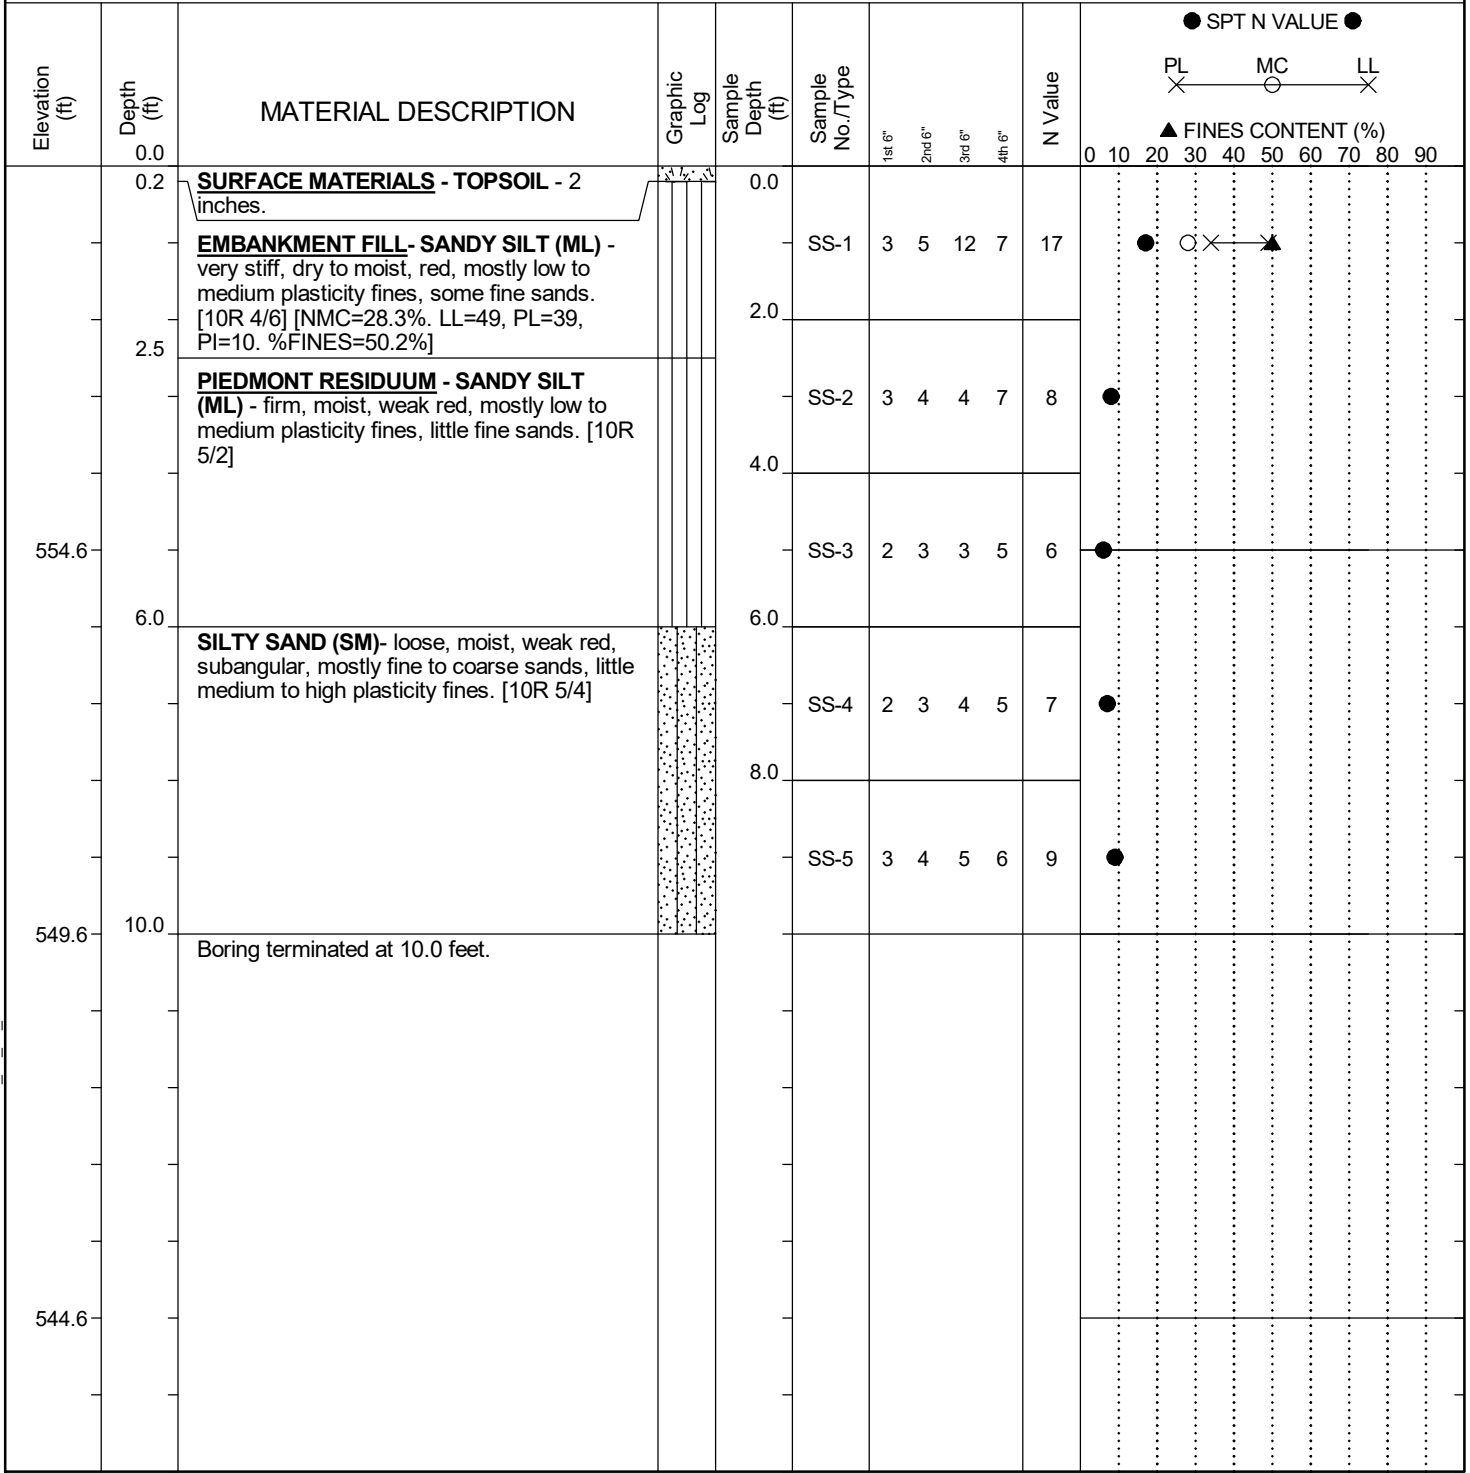 ● SPT N VALUE ●
PL MC LL
▲ FINES CONTENT (%)
0 10 20 30 40 50 60 70 80 90
Elevation
(ft)
Depth
(ft)
0.0
MATERIAL DESCRIPTION
Graphic
Log
Sample
Depth
(ft)
Sample
No./Type
1st 6"
2nd 6"
3rd 6"
4th 6"
N Value
0.2
SURFACE MATERIALS - TOPSOIL - 2
inches.
0.0
EMBANKMENT FILL- SANDY SILT (ML) -
very stiff, dry to moist, red, mostly low to
medium plasticity fines, some fine sands.
[10R 4/6] [NMC=28.3%. LL=49, PL=39,
PI=10. %FINES=50.2%]
SS-1 3 5 12 7 17
2.0
2.5
PIEDMONT RESIDUUM - SANDY SILT
(ML) - firm, moist, weak red, mostly low to
medium plasticity fines, little fine sands. [10R
5/2]
SS-2 3 4 4 7 8
4.0
554.6
SS-3 2 3 3 5 6
6.0
6.0
SILTY SAND (SM)- loose, moist, weak red,
subangular, mostly fine to coarse sands, little
medium to high plasticity fines. [10R 5/4]
SS-4 2 3 4 5 7
8.0
SS-5 3 4 5 6 9
549.6
10.0
Boring terminated at 10.0 feet.
544.6